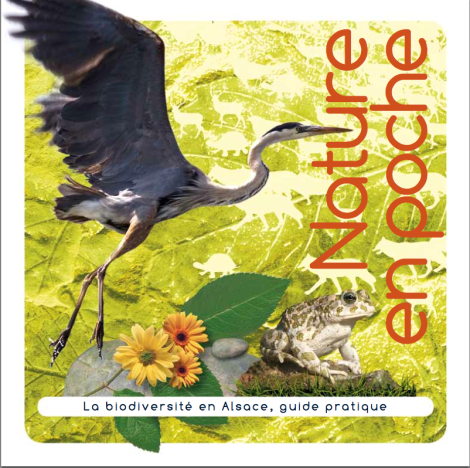 Nature
en poche
La biodiversité en Alsace, guide pratique